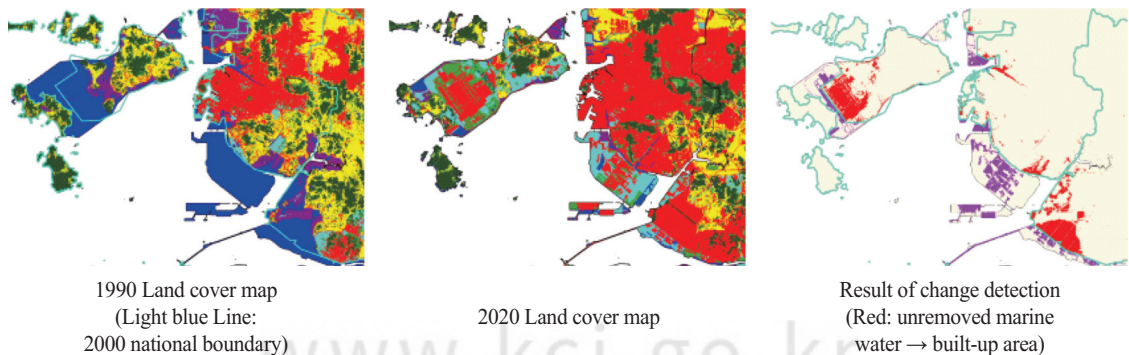 1990 Land cover map
(Light blue Line:
2000 national boundary)
2020 Land cover map
Result of change detection
(Red: unremoved marine
water → built-up area)
www.kci.go.kr